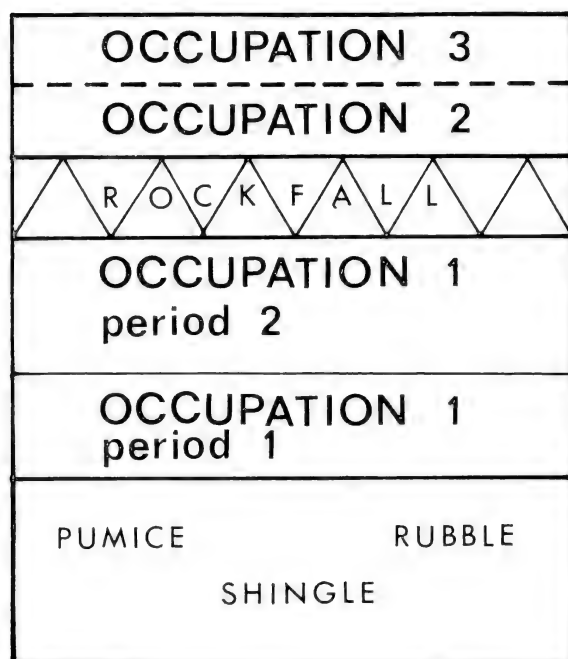 OCCUPATION 3
OCCUPATION 2
ROCKFALL
OCCUPATION 1
period 2
OCCUPATION 1
period 1
PUMICE RUBBLE
SHINGLE